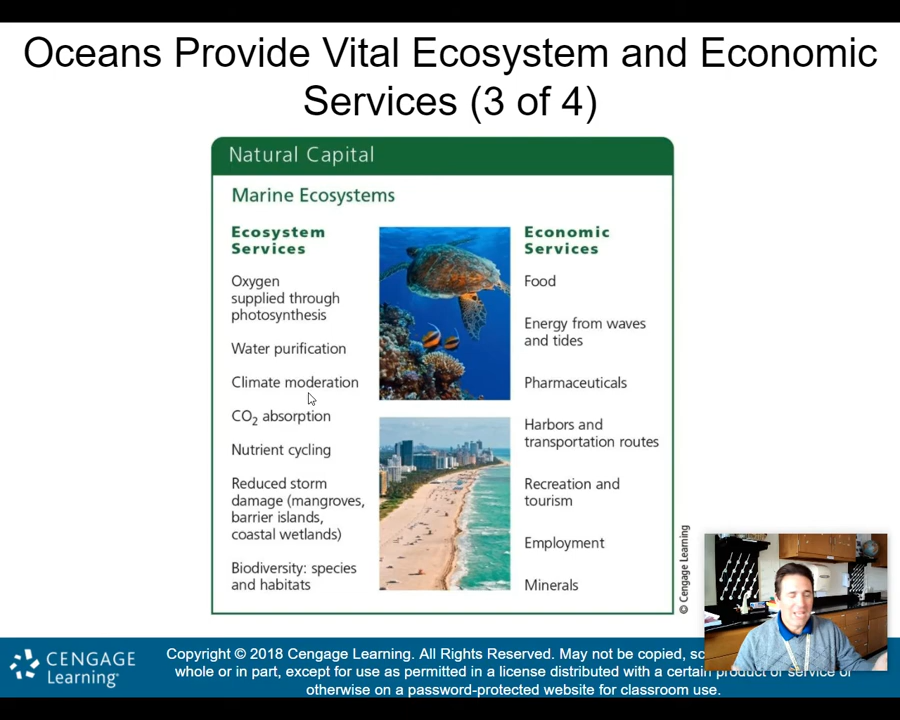 Oceans Provide Vital Ecosystem and Economic
Services (3 of 4)
Natural Capital
Marine Ecosystems
Ecosystem
Services
Oxygen
supplied through
photosynthesis
Water purification
Climate moderation
CO₂ absorption
Nutrient cycling
Reduced storm
damage (mangroves,
barrier islands,
coastal wetlands)
Biodiversity: species
and habitats
Economic
Services
Food
Energy from waves
and tides
Pharmaceuticals
Harbors and
transportation routes
Recreation and
tourism
Employment
Minerals
© Cengage Learning
CENGAGE
Learning™
Copyright © 2018 Cengage Learning. All Rights Reserved. May not be copied,
whole or in part, except for use as permitted in a license distributed with a certain product or service or
otherwise on a password-protected website for classroom use.